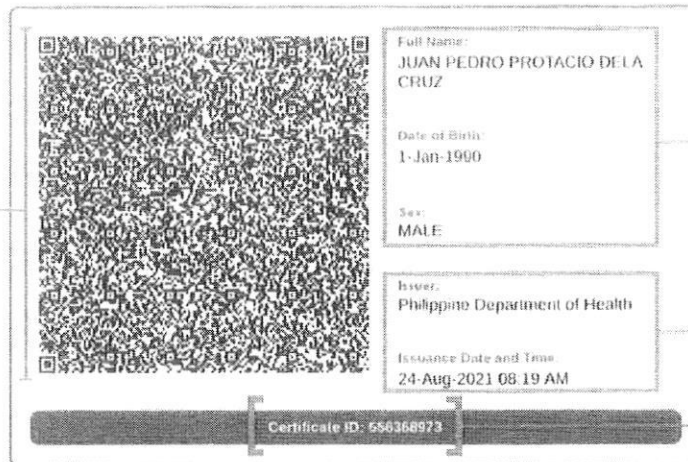 Full Name:
JUAN PEDRO PROTACIO DELA
CRUZ
Date of Birth:
1-Jan-1990
Sex:
MALE
Issuer:
Philippine Department of Health
Issuance Date and Time:
24-Aug-2021 08:19 AM
Certificate ID: 556368973